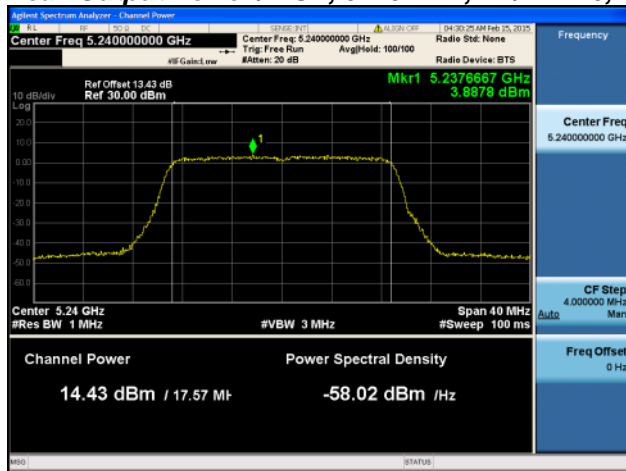 Agilent Spectrum Analyzer - Channel Power
RL RF 50 Ω DC SENSE:INT ALIGN OFF 04:30:25 AM Feb 15, 2015
Center Freq 5.240000000 GHz
Center Freq: 5.240000000 GHz
Radio Std: None
Trig: Free Run Avg|Hold: 100/100
#IFGain:Low #Atten: 20 dB Radio Device: BTS
Frequency
Mkr1 5.2376667 GHz
3.8878 dBm
Ref Offset 13.43 dB
10 dB/div Ref 30.00 dBm
Log
20.0
10.0
0.00
-10.0
-20.0
-30.0
-40.0
-50.0
-60.0
1
Center 5.24 GHz Span 40 MHz
#Res BW 1 MHz #VBW 3 MHz #Sweep 100 ms
Center Freq
5.240000000 GHz
CF Step
4.000000 MHz
Auto Man
Freq Offset
0 Hz
Channel Power Power Spectral Density
14.43 dBm / 17.57 MH -58.02 dBm /Hz
MSG STATUS